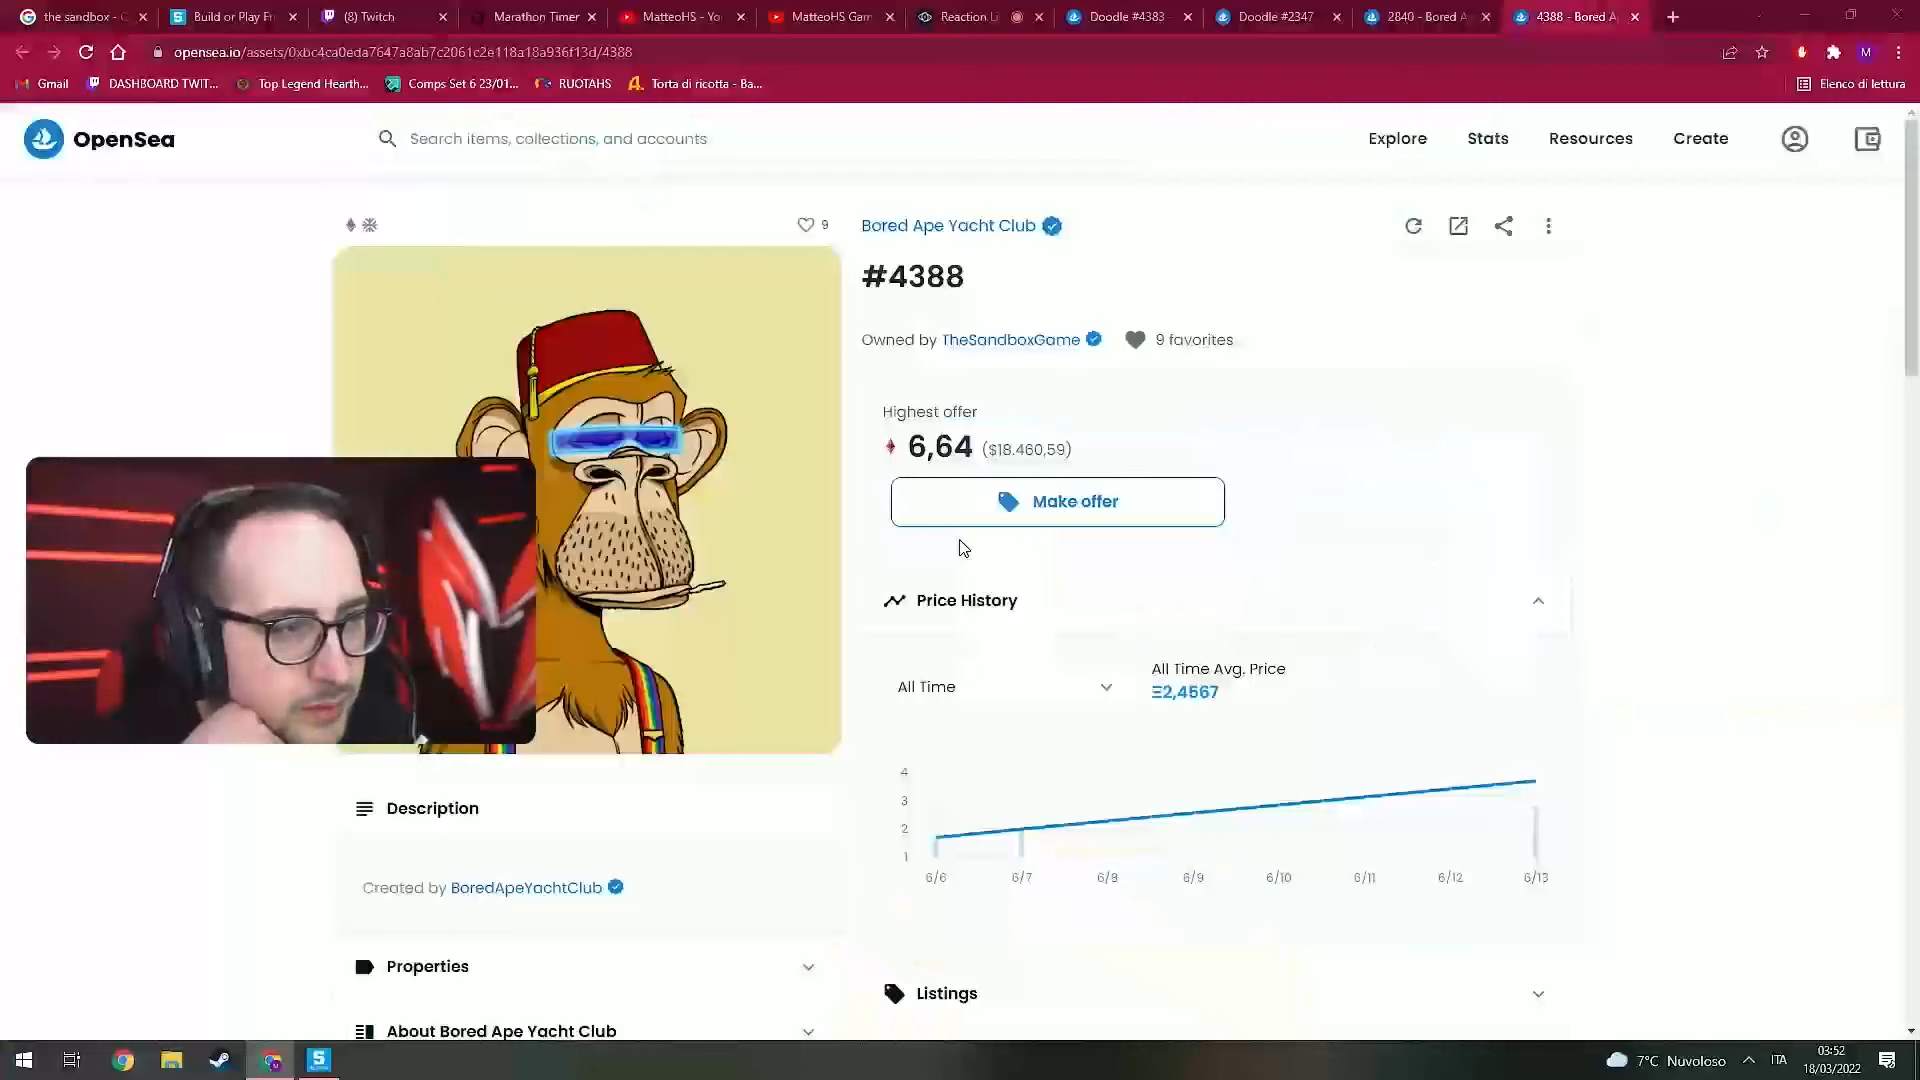 the sandbox - C
Build or Play Fr
(8) Twitch
Marathon Timer
MatteoHS - Yo
MatteoHS Gam
Reaction Li
Doodle #4383
Doodle #2347
2840 - Bored A
4388 - Bored A
opensea.io/assets/0xbc4ca0eda7647a8ab7c2061c2e118a18a936f13d/4388
M
Gmail
DASHBOARD TWIT...
Top Legend Hearth...
Comps Set 6 23/01...
RUOTAHS
Torta di ricotta - Ba...
Elenco di lettura
OpenSea
Search items, collections, and accounts
Explore
Stats
Resources
Create
9
Bored Ape Yacht Club
#4388
Owned by TheSandboxGame
9 favorites
Highest offer
6,64 ($18.460,59)
Make offer
Price History
All Time
All Time Avg. Price
Ξ2,4567
4
3
2
1
6/6
6/7
6/8
6/9
6/10
6/11
6/12
6/13
Description
Created by BoredApeYachtClub
Properties
Listings
About Bored Ape Yacht Club
7°C Nuvoloso
ITA
03:52
18/03/2022